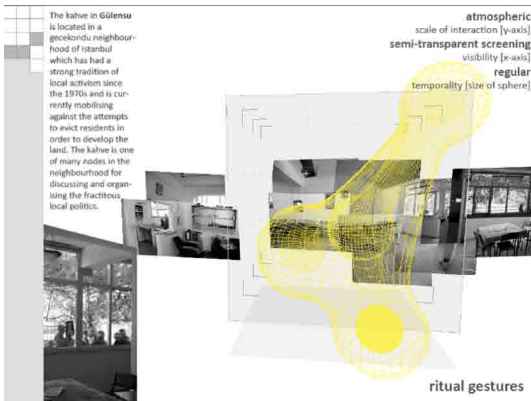 The kahve in Gülensu
is located in a
gecekondu neighbour-
hood of Istanbul
which has had a
strong tradition of
local activism since
the 1970s and is cur-
rently mobilising
against the attempts
to evict residents in
order to develop the
land. The kahve is one
of many nodes in the
neighbourhood for
discussing and organ-
ising the fractitous
local politics.
atmospheric
scale of interaction [y-axis]
semi-transparent screening
visibility [x-axis]
regular
temporality [size of sphere]
ritual gestures